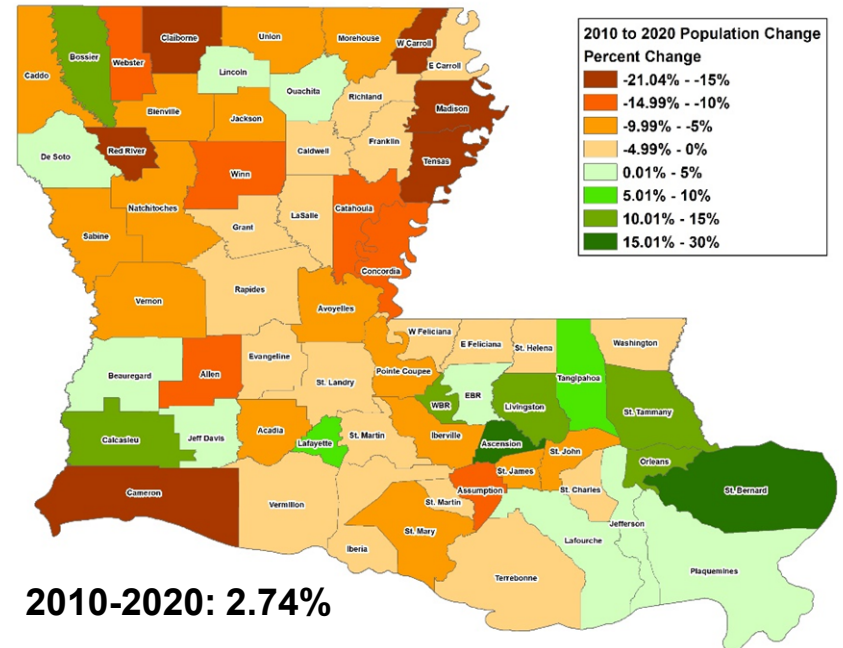 2010 to 2020 Population Change
Percent Change
-21.04% - -15%
-14.99% - -10%
-9.99% - -5%
-4.99% - 0%
0.01% - 5%
5.01% - 10%
10.01% - 15%
15.01% - 30%
Caddo
Bossier
Webster
Claiborne
Union
Morehouse
W Carroll
E Carroll
Lincoln
Ouachita
Richland
Madison
Bienville
Jackson
De Soto
Red River
Winn
Caldwell
Franklin
Tensas
Natchitoches
Sabine
Grant
LaSalle
Catahoula
Concordia
Vernon
Rapides
Avoyelles
Beauregard
Allen
Evangeline
St. Landry
Pointe Coupee
W Feliciana
E Feliciana
St. Helena
Tangipahoa
Washington
WBR
EBR
Livingston
St. Tammany
Calcasieu
Jeff Davis
Acadia
Lafayette
St. Martin
Iberville
Ascension
St. John
Orleans
St. James
St. Bernard
Cameron
Vermilion
Iberia
St. Martin
St. Mary
Assumption
St. Charles
Jefferson
Lafourche
Plaquemines
Terrebonne
2010-2020: 2.74%